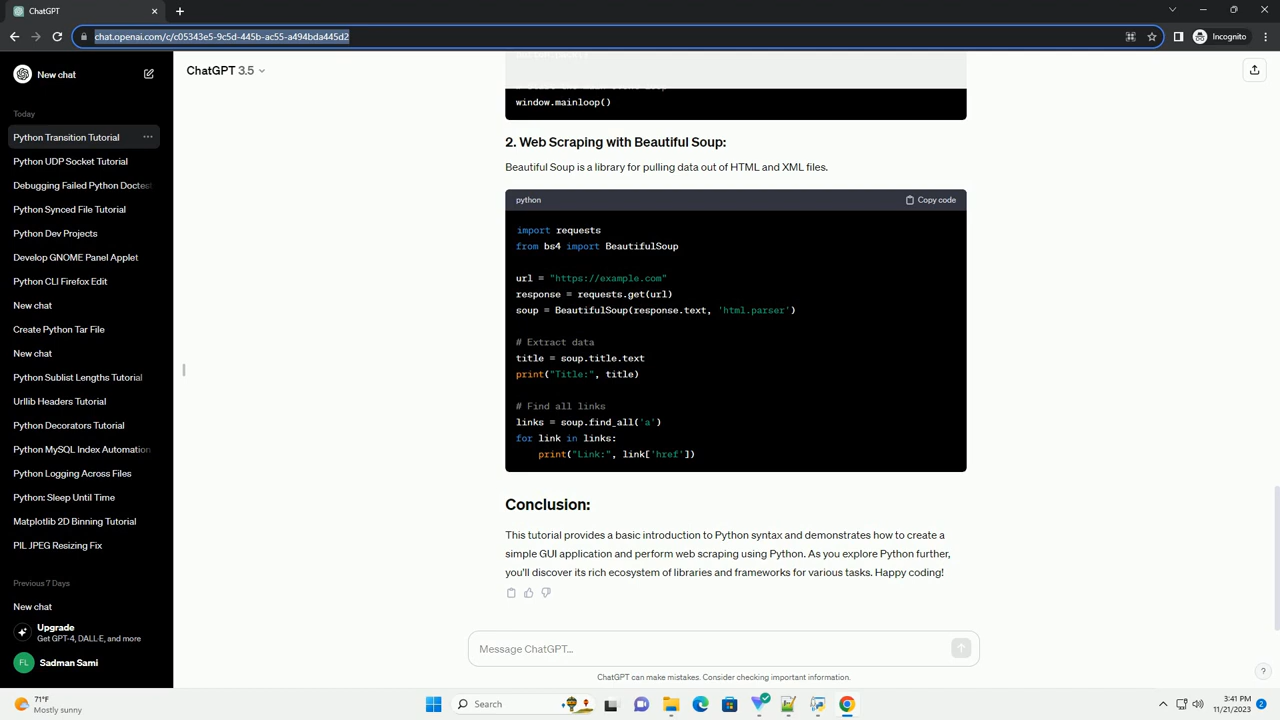 ChatGPT
chat.openai.com/c/c05343e5-9c5d-445b-ac55-a494bda445d2
Incognito
New chat
ChatGPT 3.5
Today
Python Transition Tutorial
Python UDP Socket Tutorial
Debugging Failed Python Doctest
Python Synced File Tutorial
Python Dev Projects
Develop GNOME Panel Applet
Python CLI Firefox Edit
New chat
Create Python Tar File
New chat
Python Sublist Lengths Tutorial
Urllib Headers Tutorial
Python Decorators Tutorial
Python MySQL Index Automation
Python Logging Across Files
Python Sleep Until Time
Matplotlib 2D Binning Tutorial
PIL JPEG Resizing Fix
Previous 7 Days
New chat
Upgrade
Get GPT-4, DALL·E, and more
FL
Sadman Sami
window.mainloop()
2. Web Scraping with Beautiful Soup:
Beautiful Soup is a library for pulling data out of HTML and XML files.
python
Copy code
import requests
from bs4 import BeautifulSoup
url = "https://example.com"
response = requests.get(url)
soup = BeautifulSoup(response.text, 'html.parser')
# Extract data
title = soup.title.text
print("Title:", title)
# Find all links
links = soup.find_all('a')
for link in links:
print("Link:", link['href'])
Conclusion:
This tutorial provides a basic introduction to Python syntax and demonstrates how to create a
simple GUI application and perform web scraping using Python. As you explore Python further,
you'll discover its rich ecosystem of libraries and frameworks for various tasks. Happy coding!
Message ChatGPT...
ChatGPT can make mistakes. Consider checking important information.
?
71°F
Mostly sunny
Search
3:41 PM
11/21/2023
2